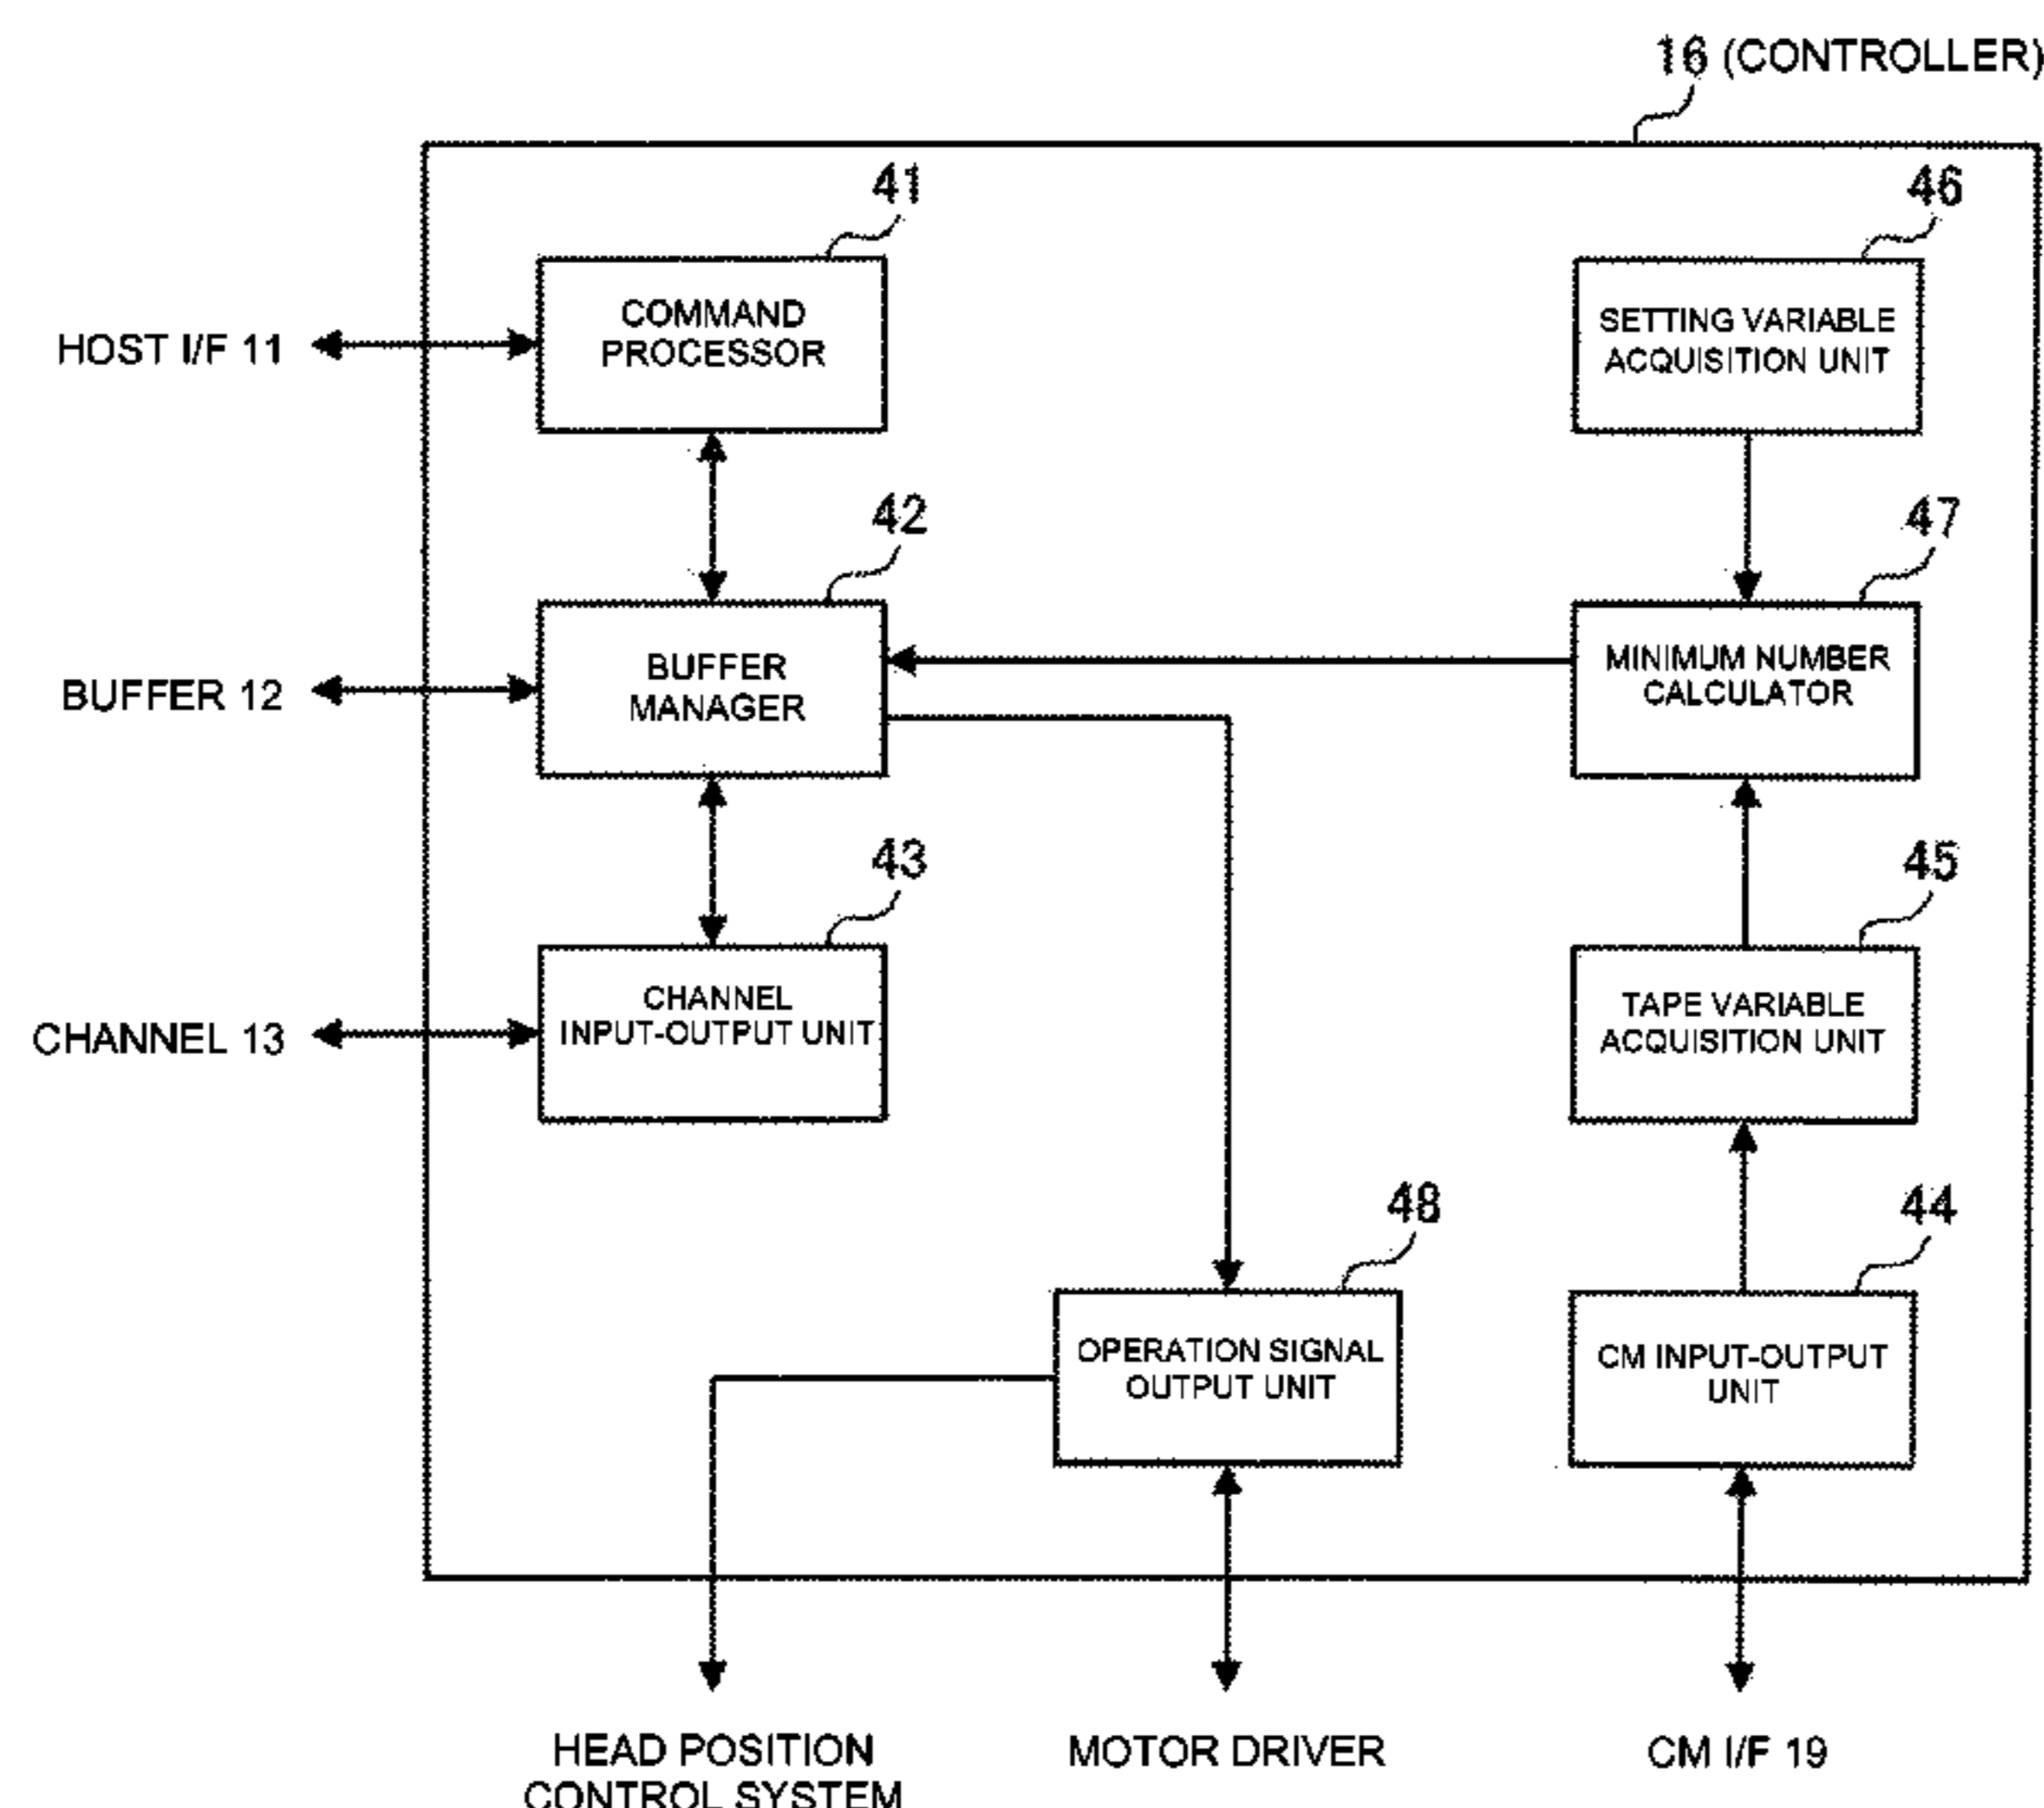 16 (CONTROLLER)
41
46
COMMAND
PROCESSOR
SETTING VARIABLE
ACQUISITION UNIT
HOST I/F 11
42
47
BUFFER
MANAGER
MINIMUM NUMBER
CALCULATOR
BUFFER 12
43
45
CHANNEL
INPUT-OUTPUT UNIT
TAPE VARIABLE
ACQUISITION UNIT
CHANNEL 13
48
44
OPERATION SIGNAL
OUTPUT UNIT
CM INPUT-OUTPUT
UNIT
HEAD POSITION
CONTROL SYSTEM
MOTOR DRIVER
CM I/F 19